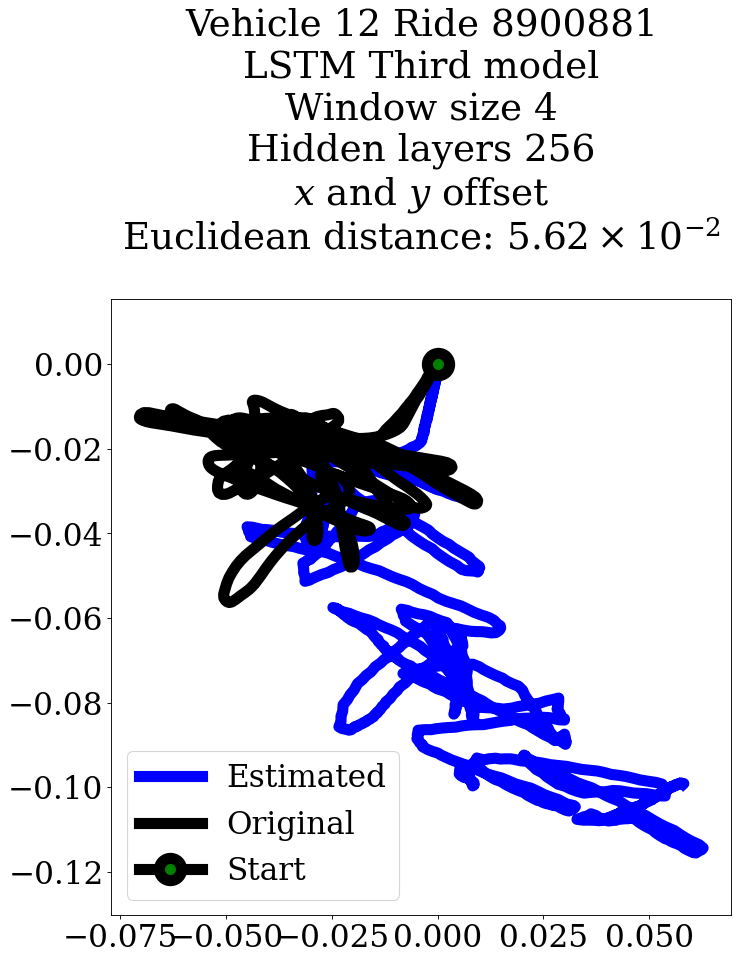 Vehicle 12 Ride 8900881
LSTM Third model
Window size 4
Hidden layers 256
x and y offset
Euclidean distance: 5.62 × 10⁻²
0.00
−0.02
−0.04
−0.06
−0.08
−0.10
−0.12
Estimated
Original
Start
−0.075 −0.050 −0.025 0.000 0.025 0.050